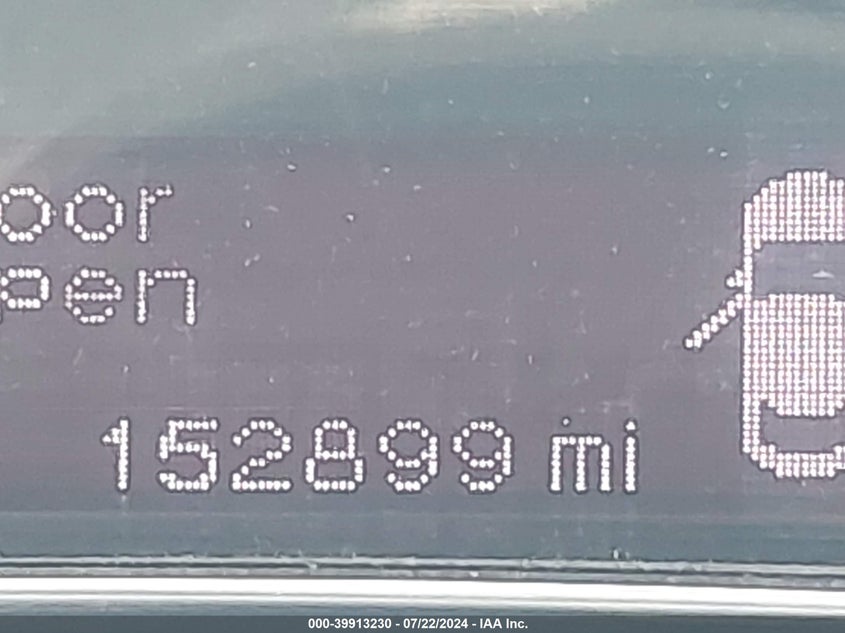 oor
pen
152899 mi
000-39913230 - 07/22/2024 - IAA Inc.